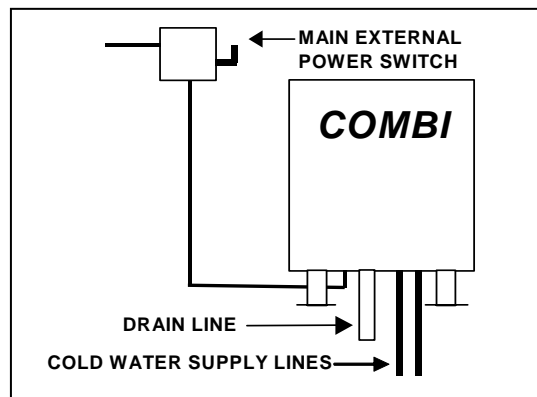 MAIN EXTERNAL
POWER SWITCH
COMBI
DRAIN LINE
COLD WATER SUPPLY LINES